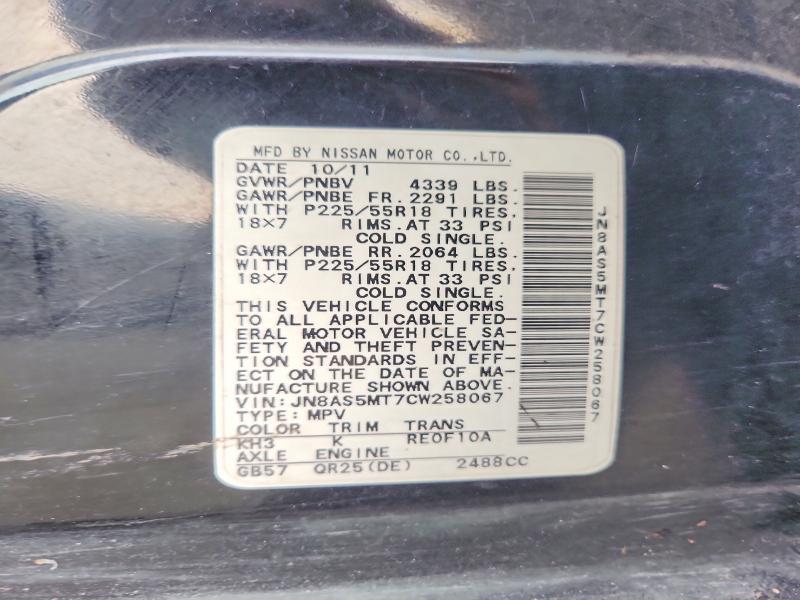 MFD BY NISSAN MOTOR CO.,LTD.
DATE 10/11
GVWR/PNBV 4339 LBS.
GAWR/PNBE FR.2291 LBS.
WITH P225/55R18 TIRES.
18×7 RIMS.AT 33 PSI
COLD SINGLE.
GAWR/PNBE RR.2064 LBS.
WITH P225/55R18 TIRES.
18×7 RIMS.AT 33 PSI
COLD SINGLE.
THIS VEHICLE CONFORMS
TO ALL APPLICABLE FED-
ERAL MOTOR VEHICLE SA-
FETY AND THEFT PREVEN-
TION STANDARDS IN EFF-
ECT ON THE DATE OF MA-
NUFACTURE SHOWN ABOVE.
VIN:JN8AS5MT7CW258067
TYPE:MPV
COLOR TRIM TRANS
KH3 K RE0F10A
AXLE ENGINE
GB57 QR25(DE) 2488CC
JN8AS5MT7CW258067